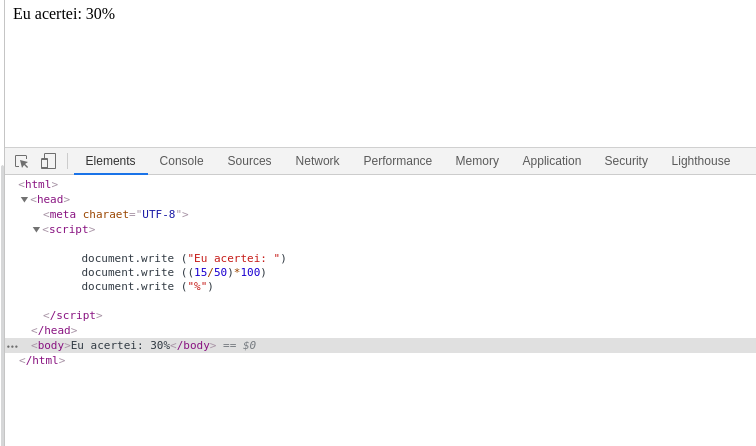 Eu acertei: 30%
Elements Console Sources Network Performance Memory Application Security Lighthouse
<html>
<head>
<meta charaet="UTF-8">
<script>
document.write ("Eu acertei: ")
document.write ((15/50)*100)
document.write ("%")
</script>
</head>
<body>Eu acertei: 30%</body> == $0
</html>